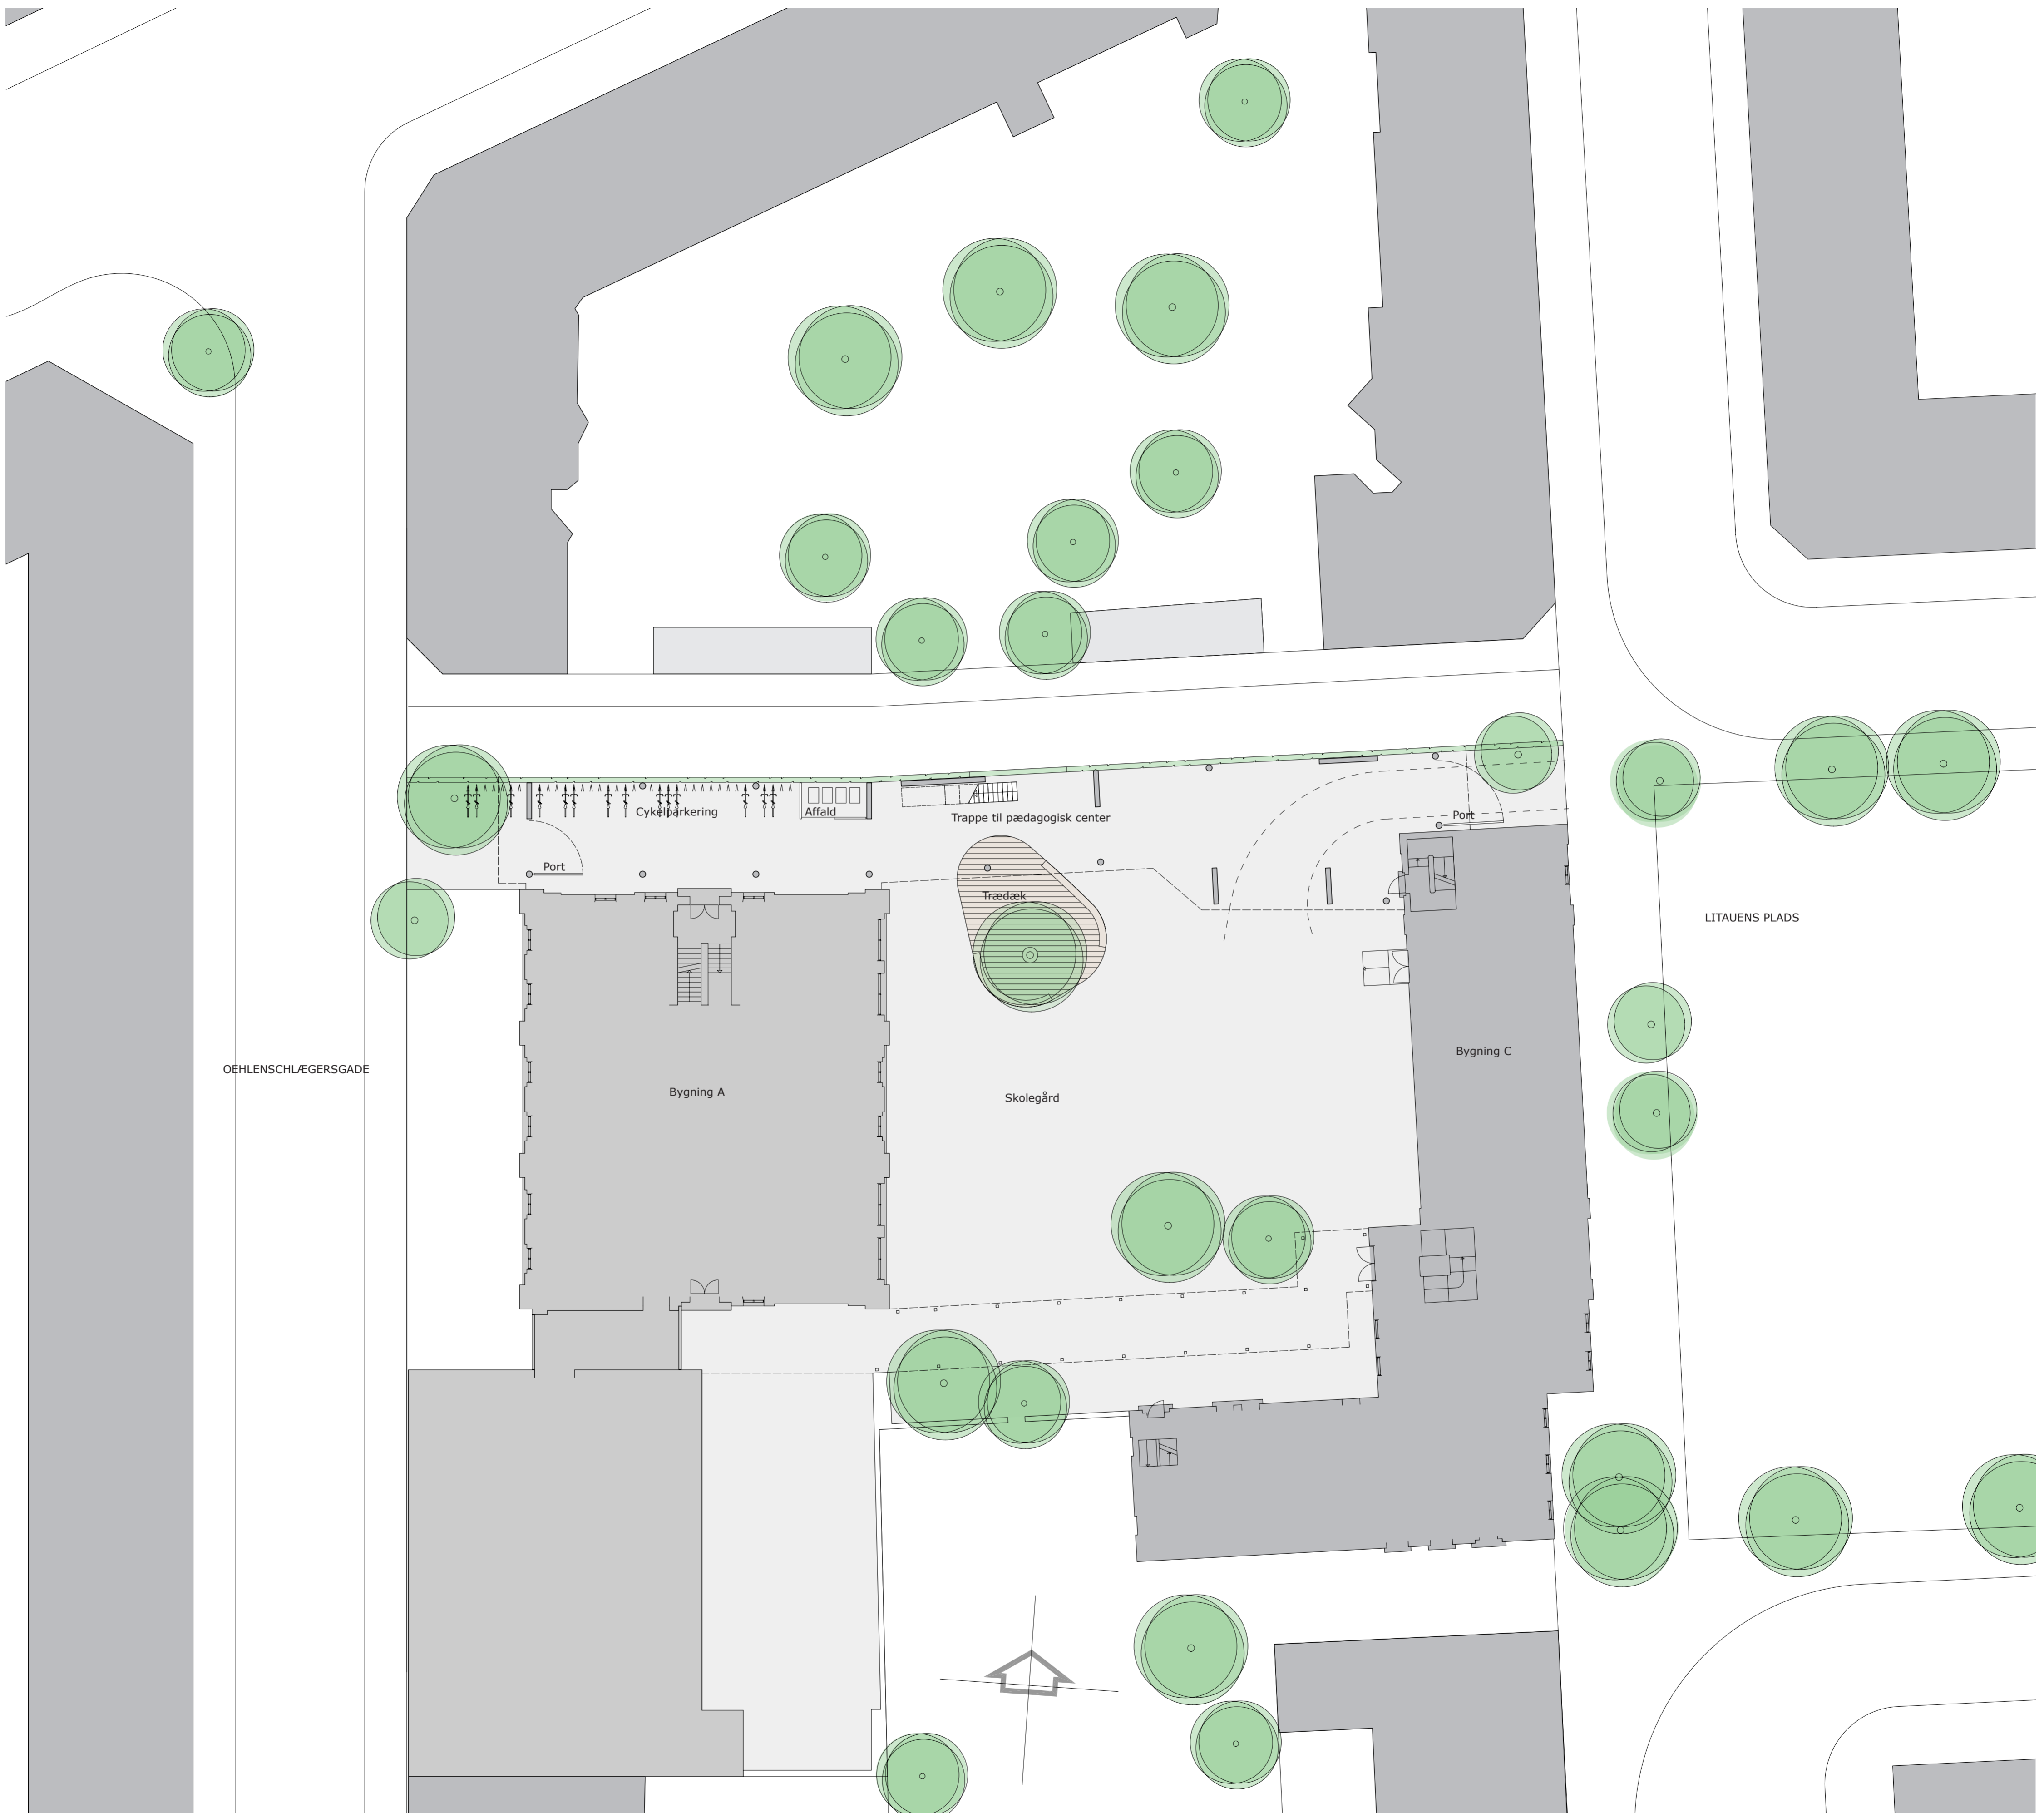 Cykelparkering
Affald
Trappe til pædagogisk center
Port
Port
Trædæk
LITAUENS PLADS
Bygning C
OEHLENSCHLÆGERSGADE
Bygning A
Skolegård